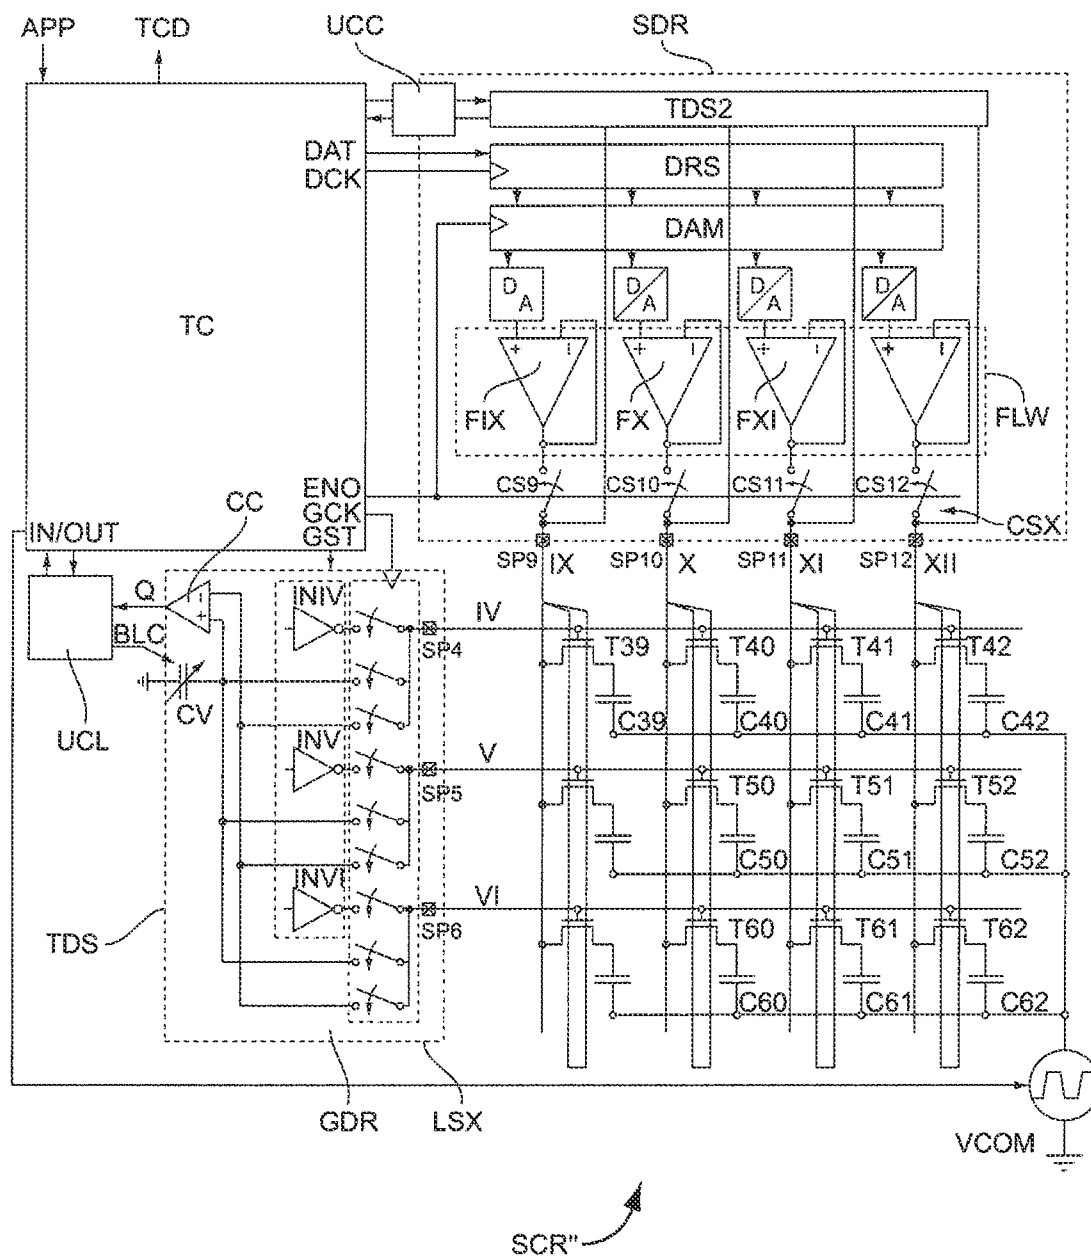 APP TCD UCC SDR
TDS2
DAT DRS
DCK
DAM
D A D A D A D A
TC
+ − + − + − + −
FIX FX FXI FLW
CS9 CS10 CS11 CS12
ENO
GCK CSX
GST
IN/OUT CC
SP9 IX SP10 X SP11 XI SP12 XII
Q − + INIV IV
BLC SP4
T39 T40 T41 T42
CV
UCL
C39 C40 C41 C42
INV V
SP5
T50 T51 T52
C50 C51 C52
INVI VI
SP6
TDS
T60 T61 T62
C60 C61 C62
GDR LSX
VCOM
SCR"